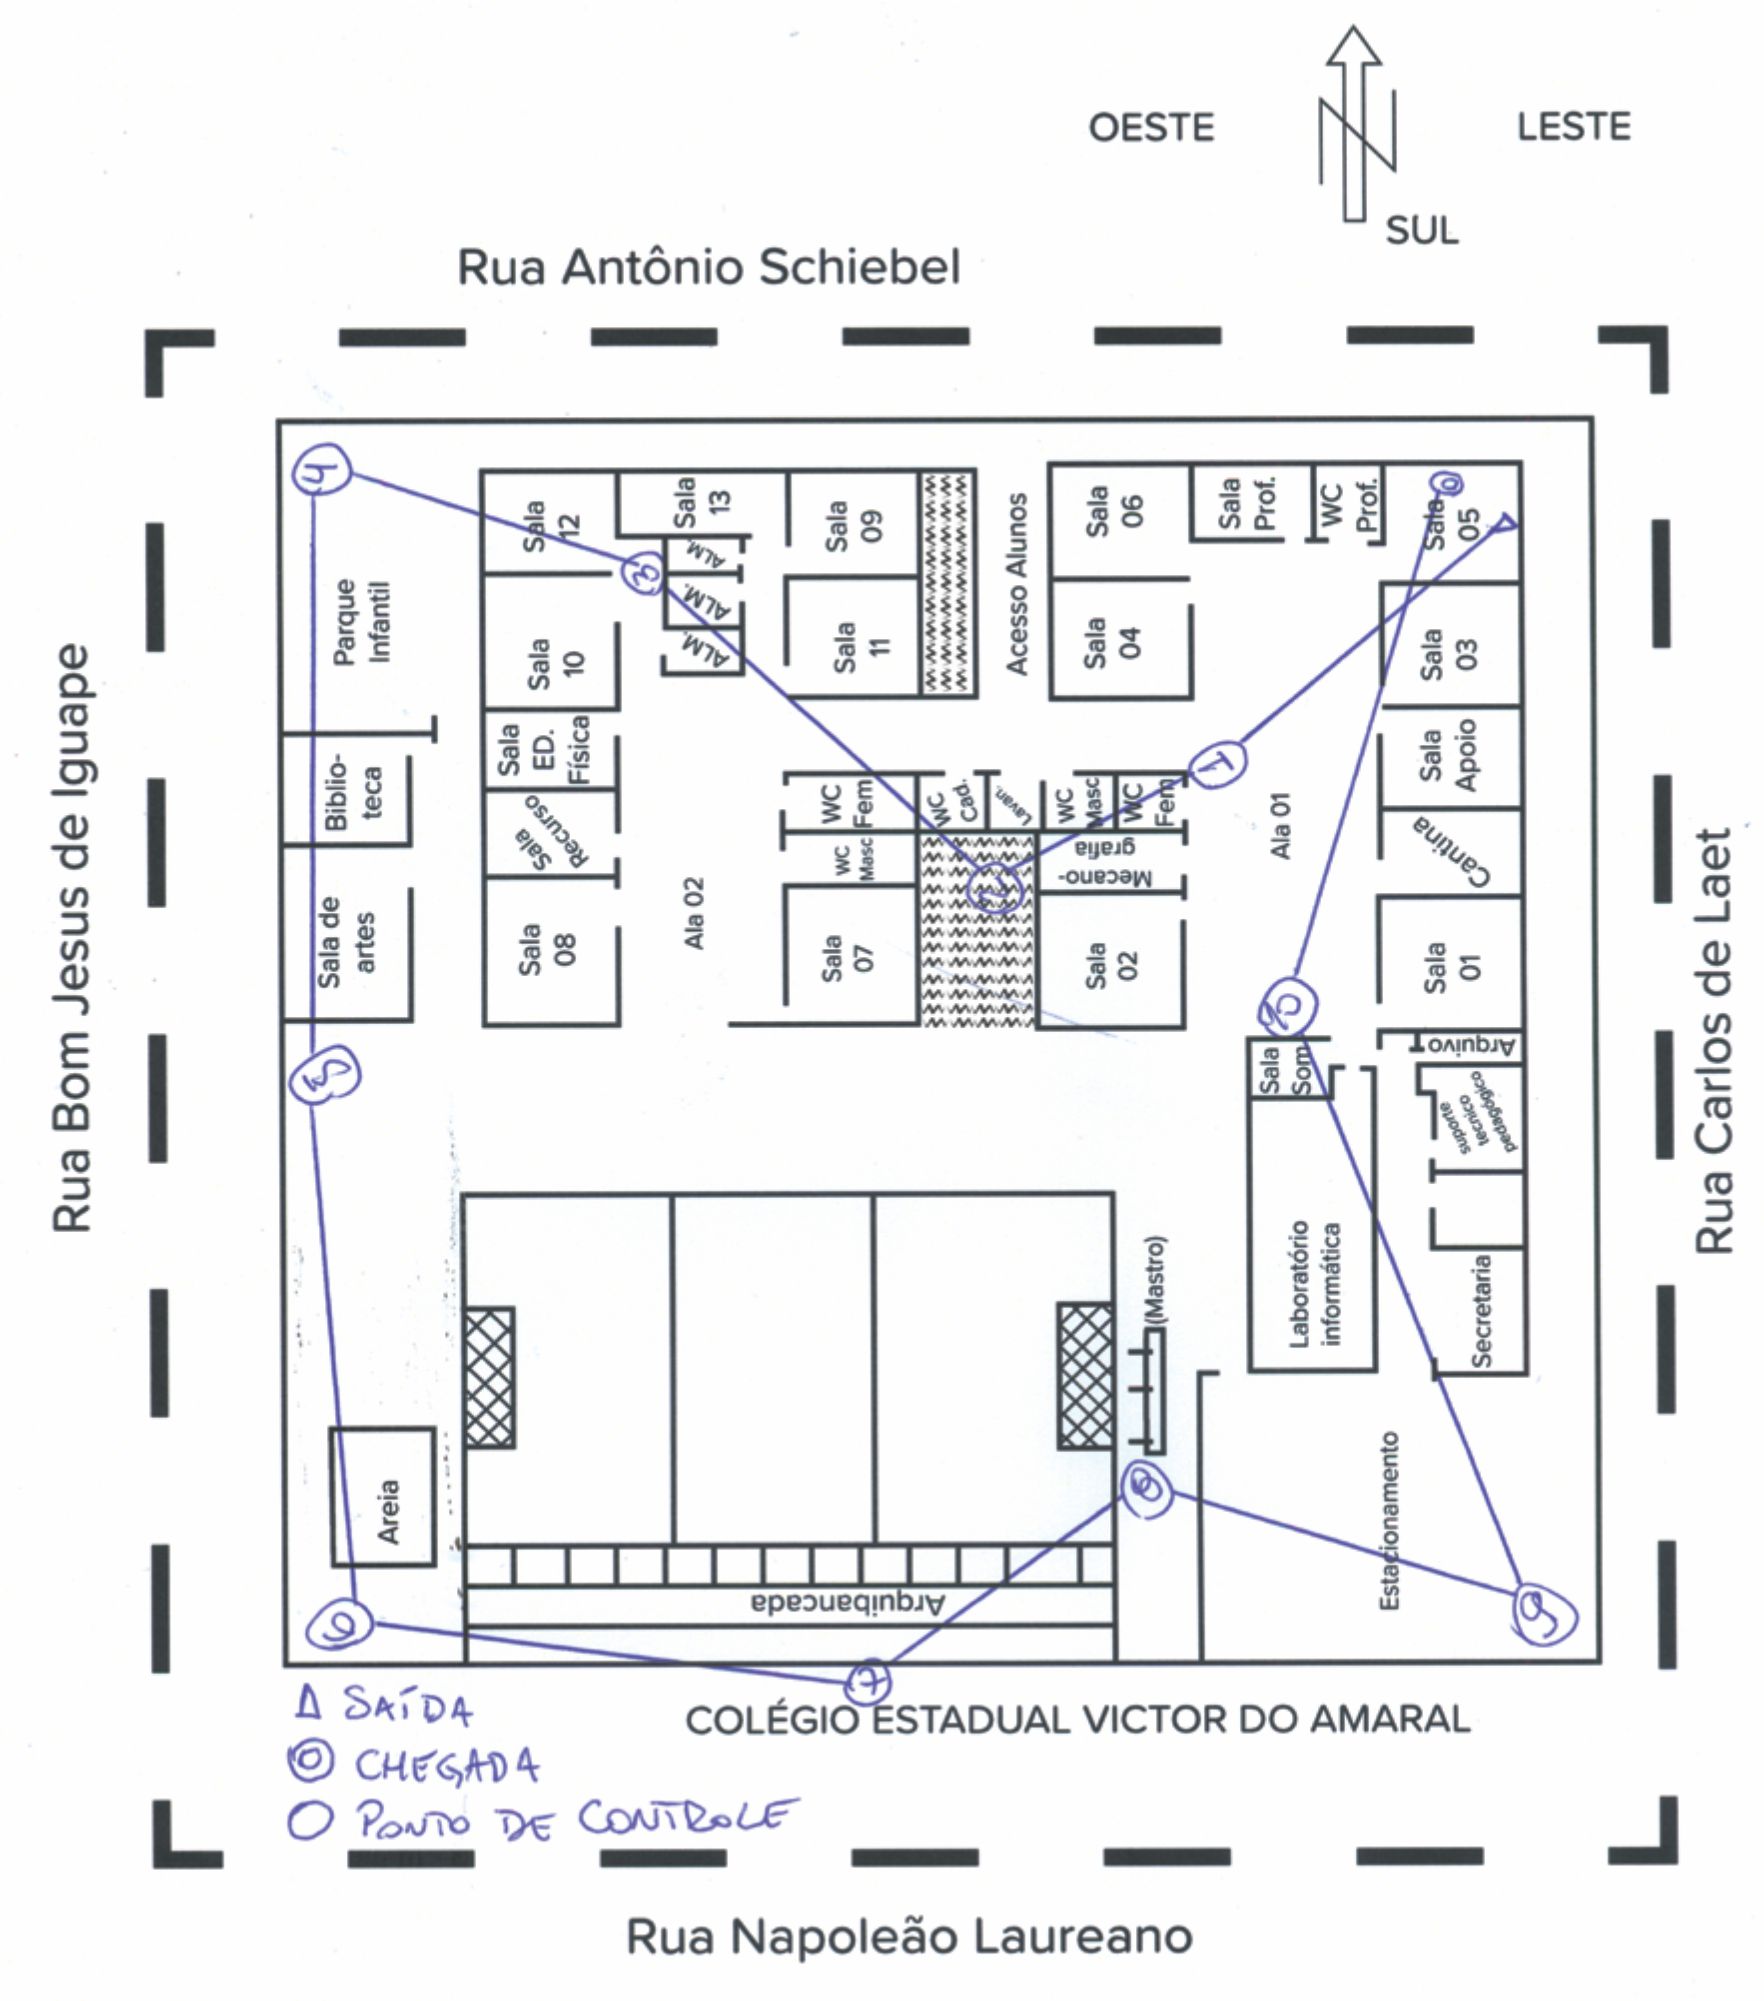 OESTE
LESTE
SUL
Rua Antônio Schiebel
Rua Bom Jesus de Iguape
Rua Carlos de Laet
4
Sala
12
Sala
13
Sala
09
Acesso Alunos
Sala
06
Sala
Prof.
WC
Prof.
Sala
05
3
ALM.
ALM.
ALM.
Parque
Infantil
Sala
10
Sala
11
Sala
04
Sala
03
Sala
ED.
Física
Biblio-
teca
Sala
Recurso
WC
Fem
WC
Cad.
Lavan.
WC
Masc
WC
Fem
1
Ala 01
Sala
Apoio
Cantina
WC
Masc
2
Mecano-
grafia
Sala de
artes
Sala
08
Ala 02
Sala
07
Sala
02
Sala
01
10
5
Sala
Som
Arquivo
suporte
tecnico
pedagógico
Laboratório
informática
(Mastro)
Secretaria
Areia
8
Estacionamento
Arquibancada
6
7
9
SAÍDA
CHEGADA
PONTO DE CONTROLE
COLÉGIO ESTADUAL VICTOR DO AMARAL
Rua Napoleão Laureano